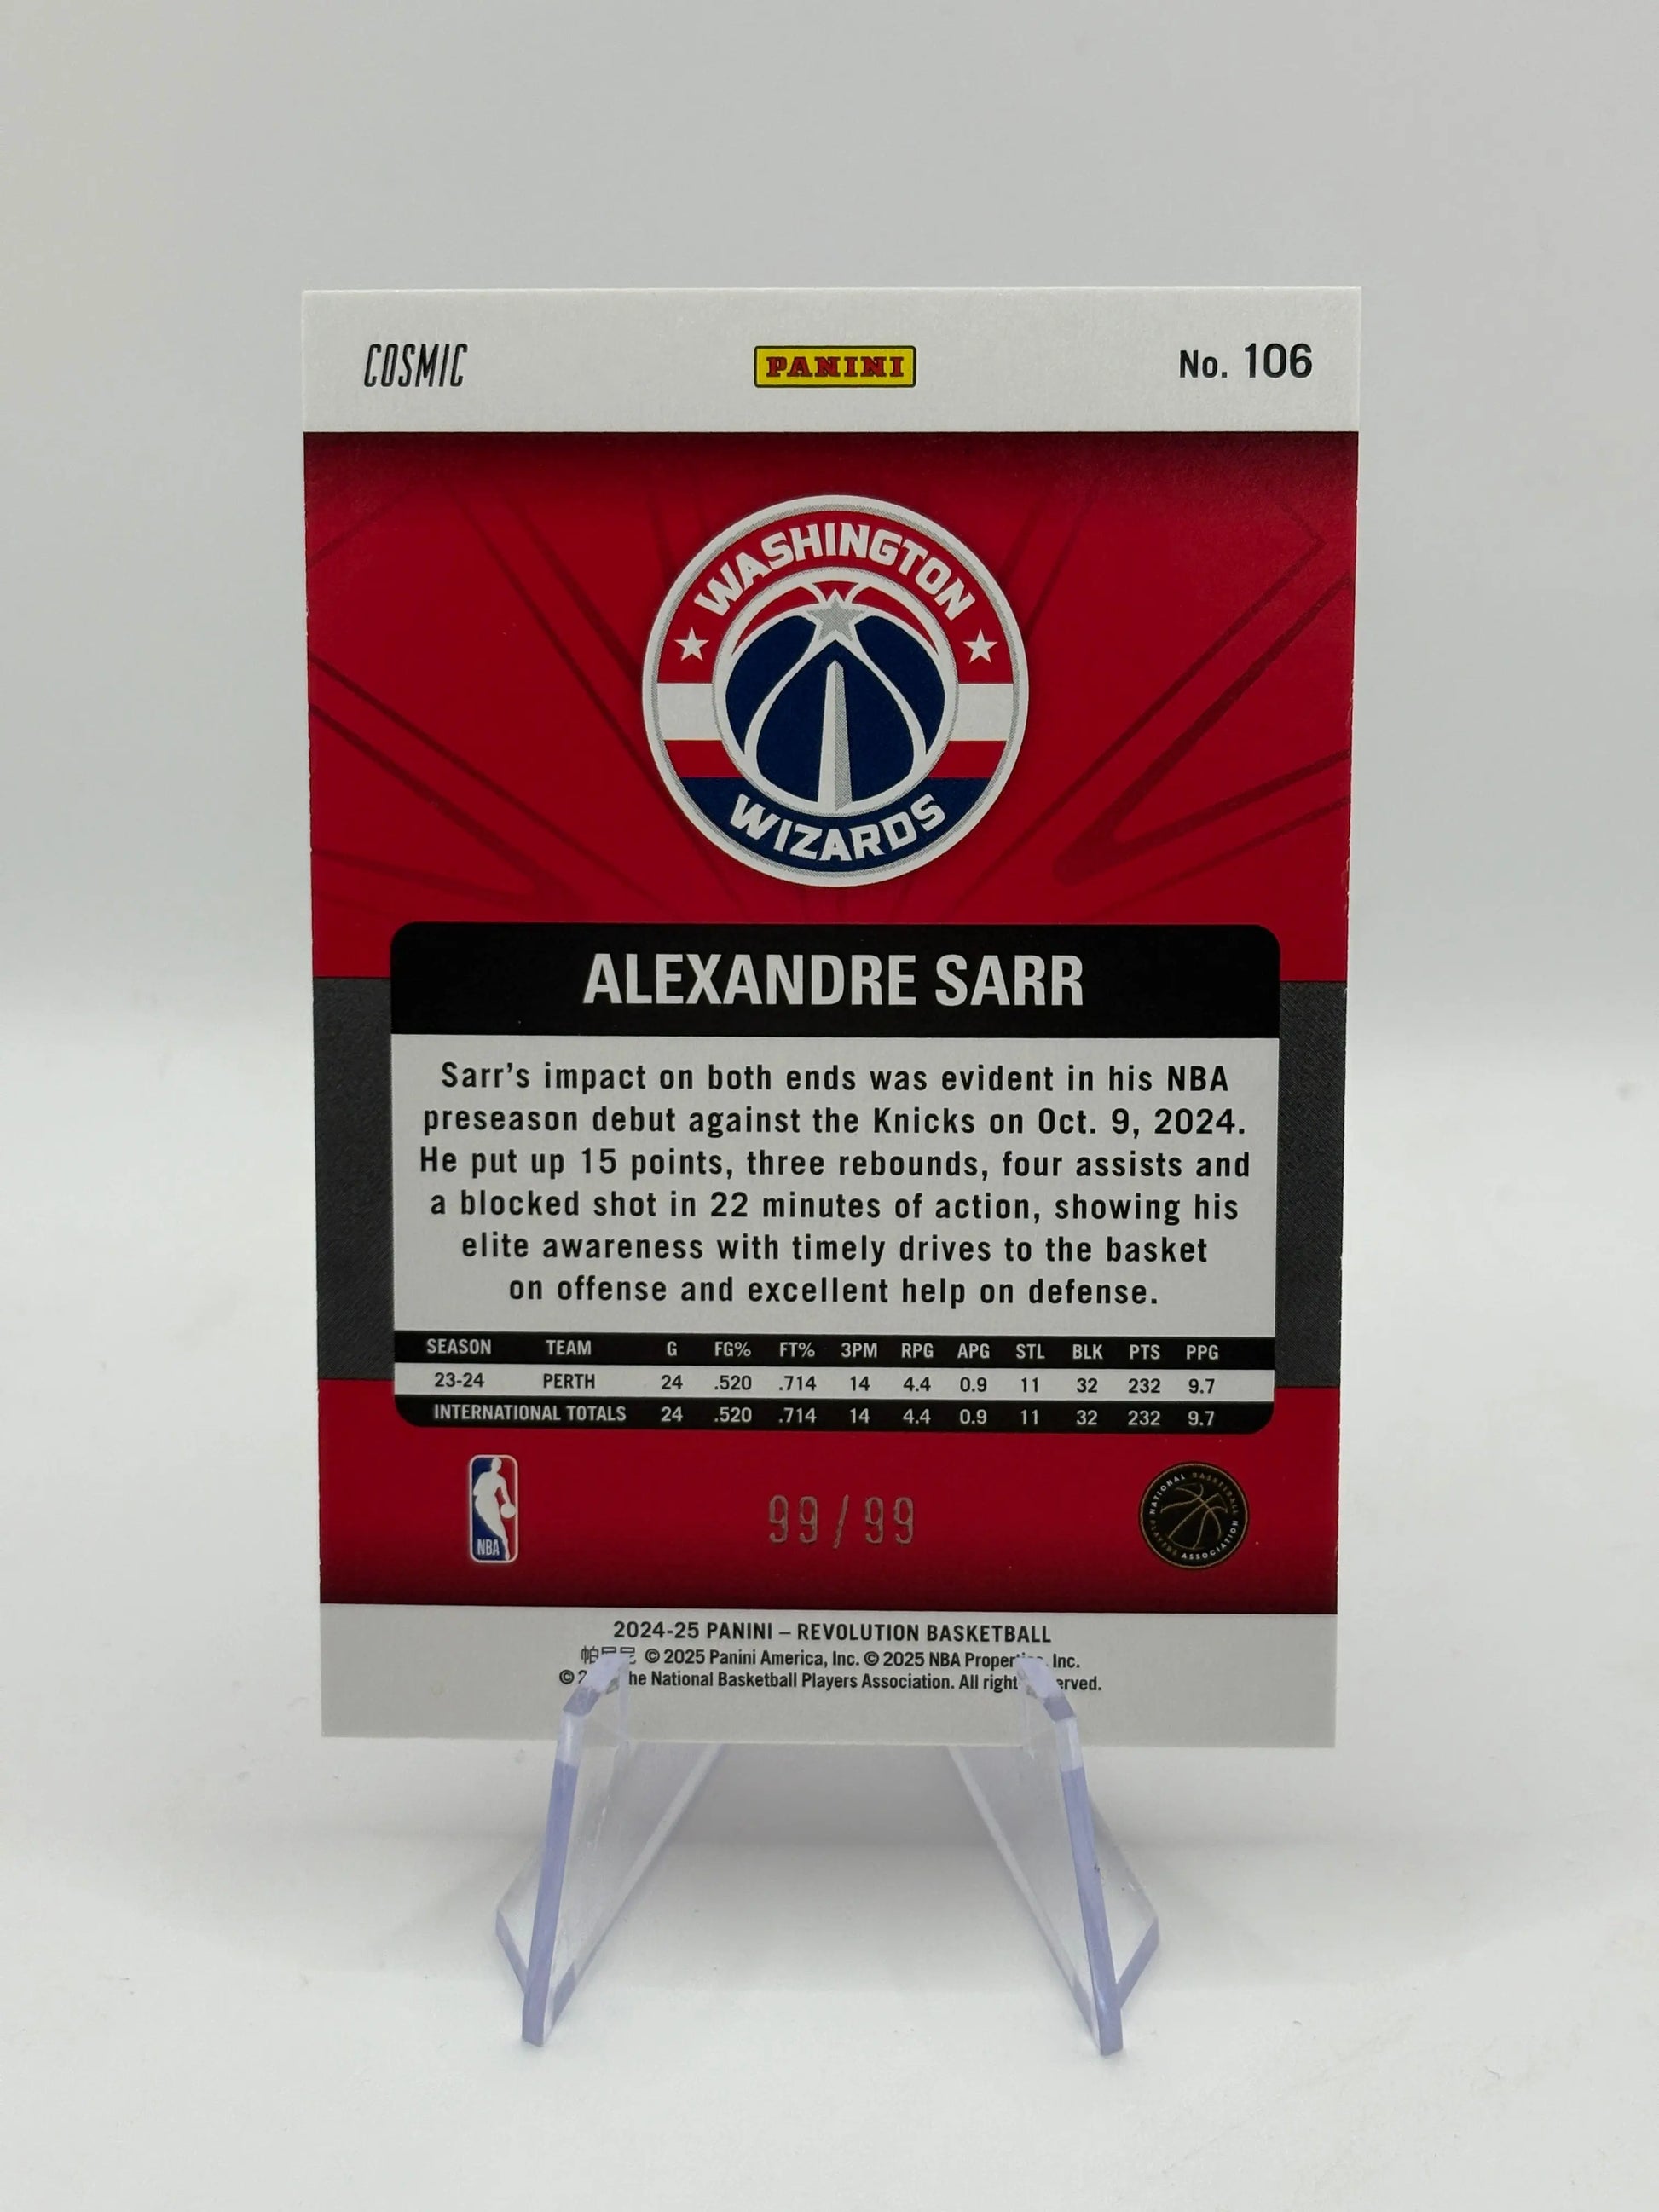 COSMIC
PANINI
No. 106
WASHINGTON
WIZARDS
ALEXANDRE SARR
Sarr's impact on both ends was evident in his NBA
preseason debut against the Knicks on Oct. 9, 2024.
He put up 15 points, three rebounds, four assists and
a blocked shot in 22 minutes of action, showing his
elite awareness with timely drives to the basket
on offense and excellent help on defense.
SEASON TEAM G FG% FT% 3PM RPG APG STL BLK PTS PPG
23-24 PERTH 24 .520 .714 14 4.4 0.9 11 32 232 9.7
INTERNATIONAL TOTALS 24 .520 .714 14 4.4 0.9 11 32 232 9.7
NBA
99/99
NATIONAL BASKETBALL
PLAYERS ASSOCIATION
2024-25 PANINI – REVOLUTION BASKETBALL
帕 © 2025 Panini America, Inc. © 2025 NBA Inc.
© National Basketball Players Association. All